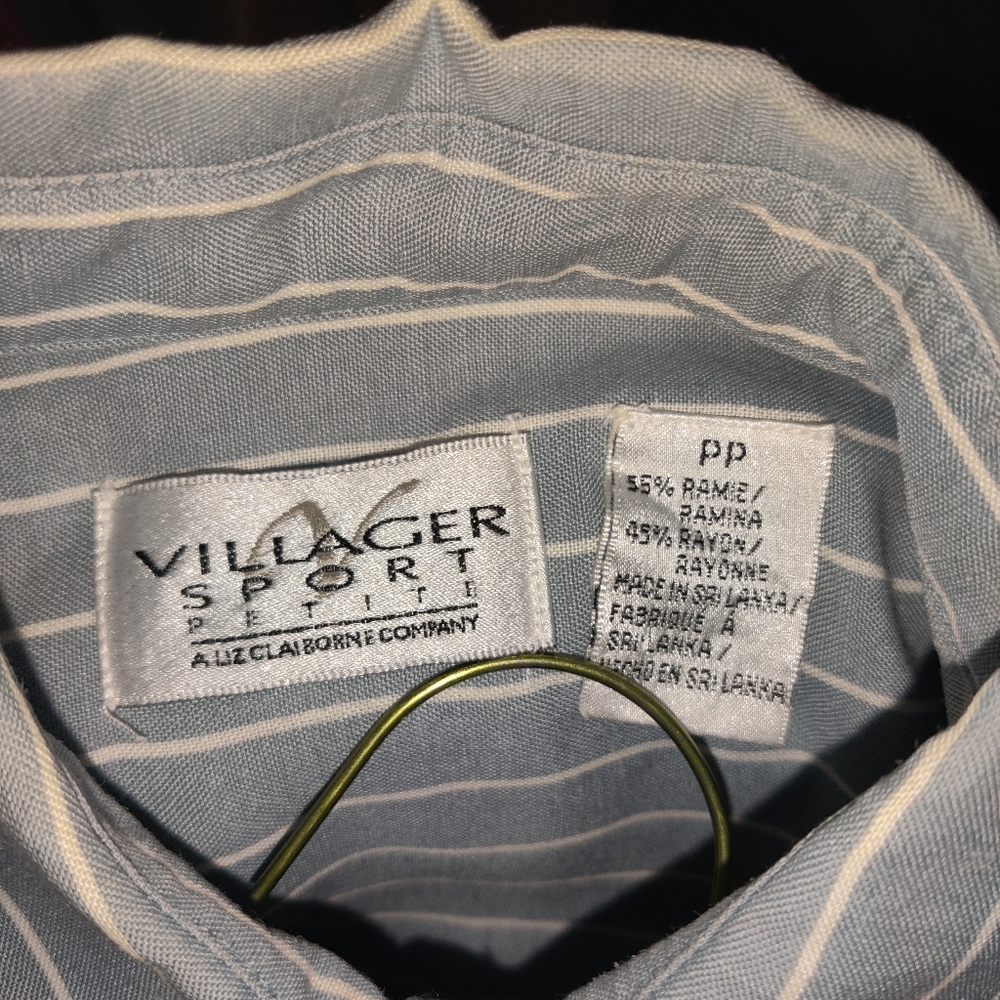 VILLAGER
SPORT
PETITE
A LIZ CLAIBORNE COMPANY
PP
55% RAMIE/
RAMINA
45% RAYON/
RAYONNE
MADE IN SRI LANKA/
FABRIQUÉ À
SRI LANKA/
HECHO EN SRI LANKA